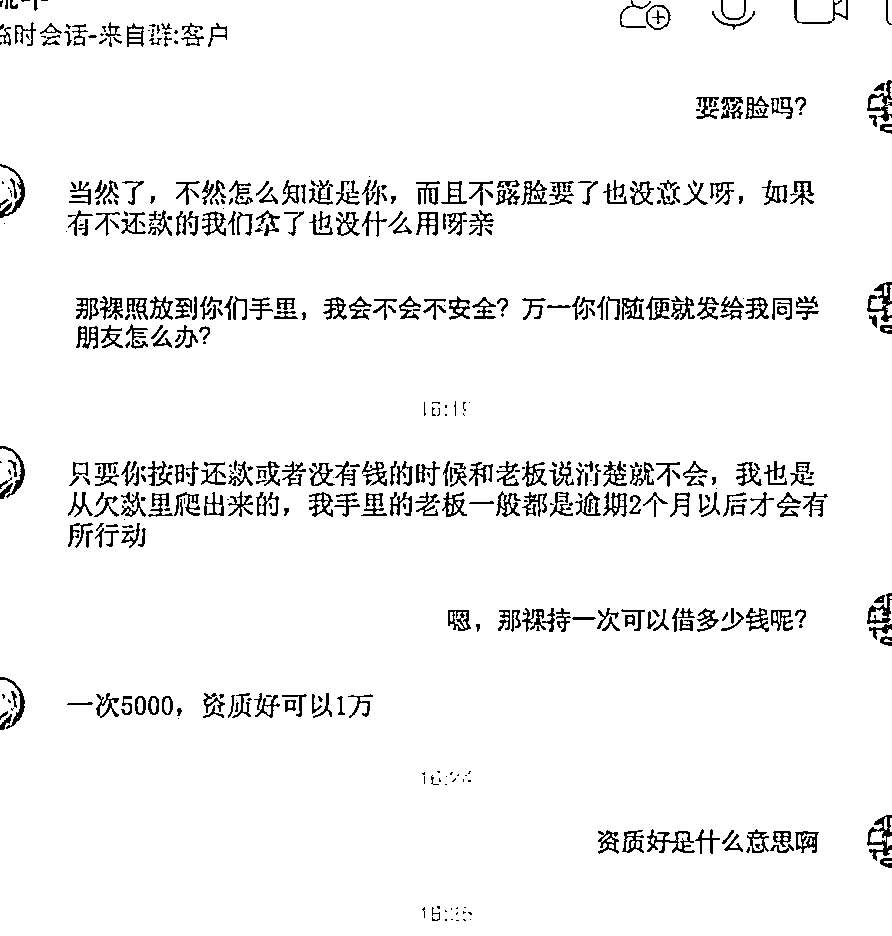 临时会话-来自群:客户
要露脸吗?
当然了，不然怎么知道是你，而且不露脸要了也没意义呀，如果
有不还款的我们拿了也没什么用呀亲
那裸照放到你们手里，我会不会不安全？万一你们随便就发给我同学
朋友怎么办？
只要你按时还款或者没有钱的时候和老板说清楚就不会，我也是
从欠款里爬出来的，我手里的老板一般都是逾期2个月以后才会有
所行动
嗯，那裸持一次可以借多少钱呢？
一次5000，资质好可以1万
资质好是什么意思啊